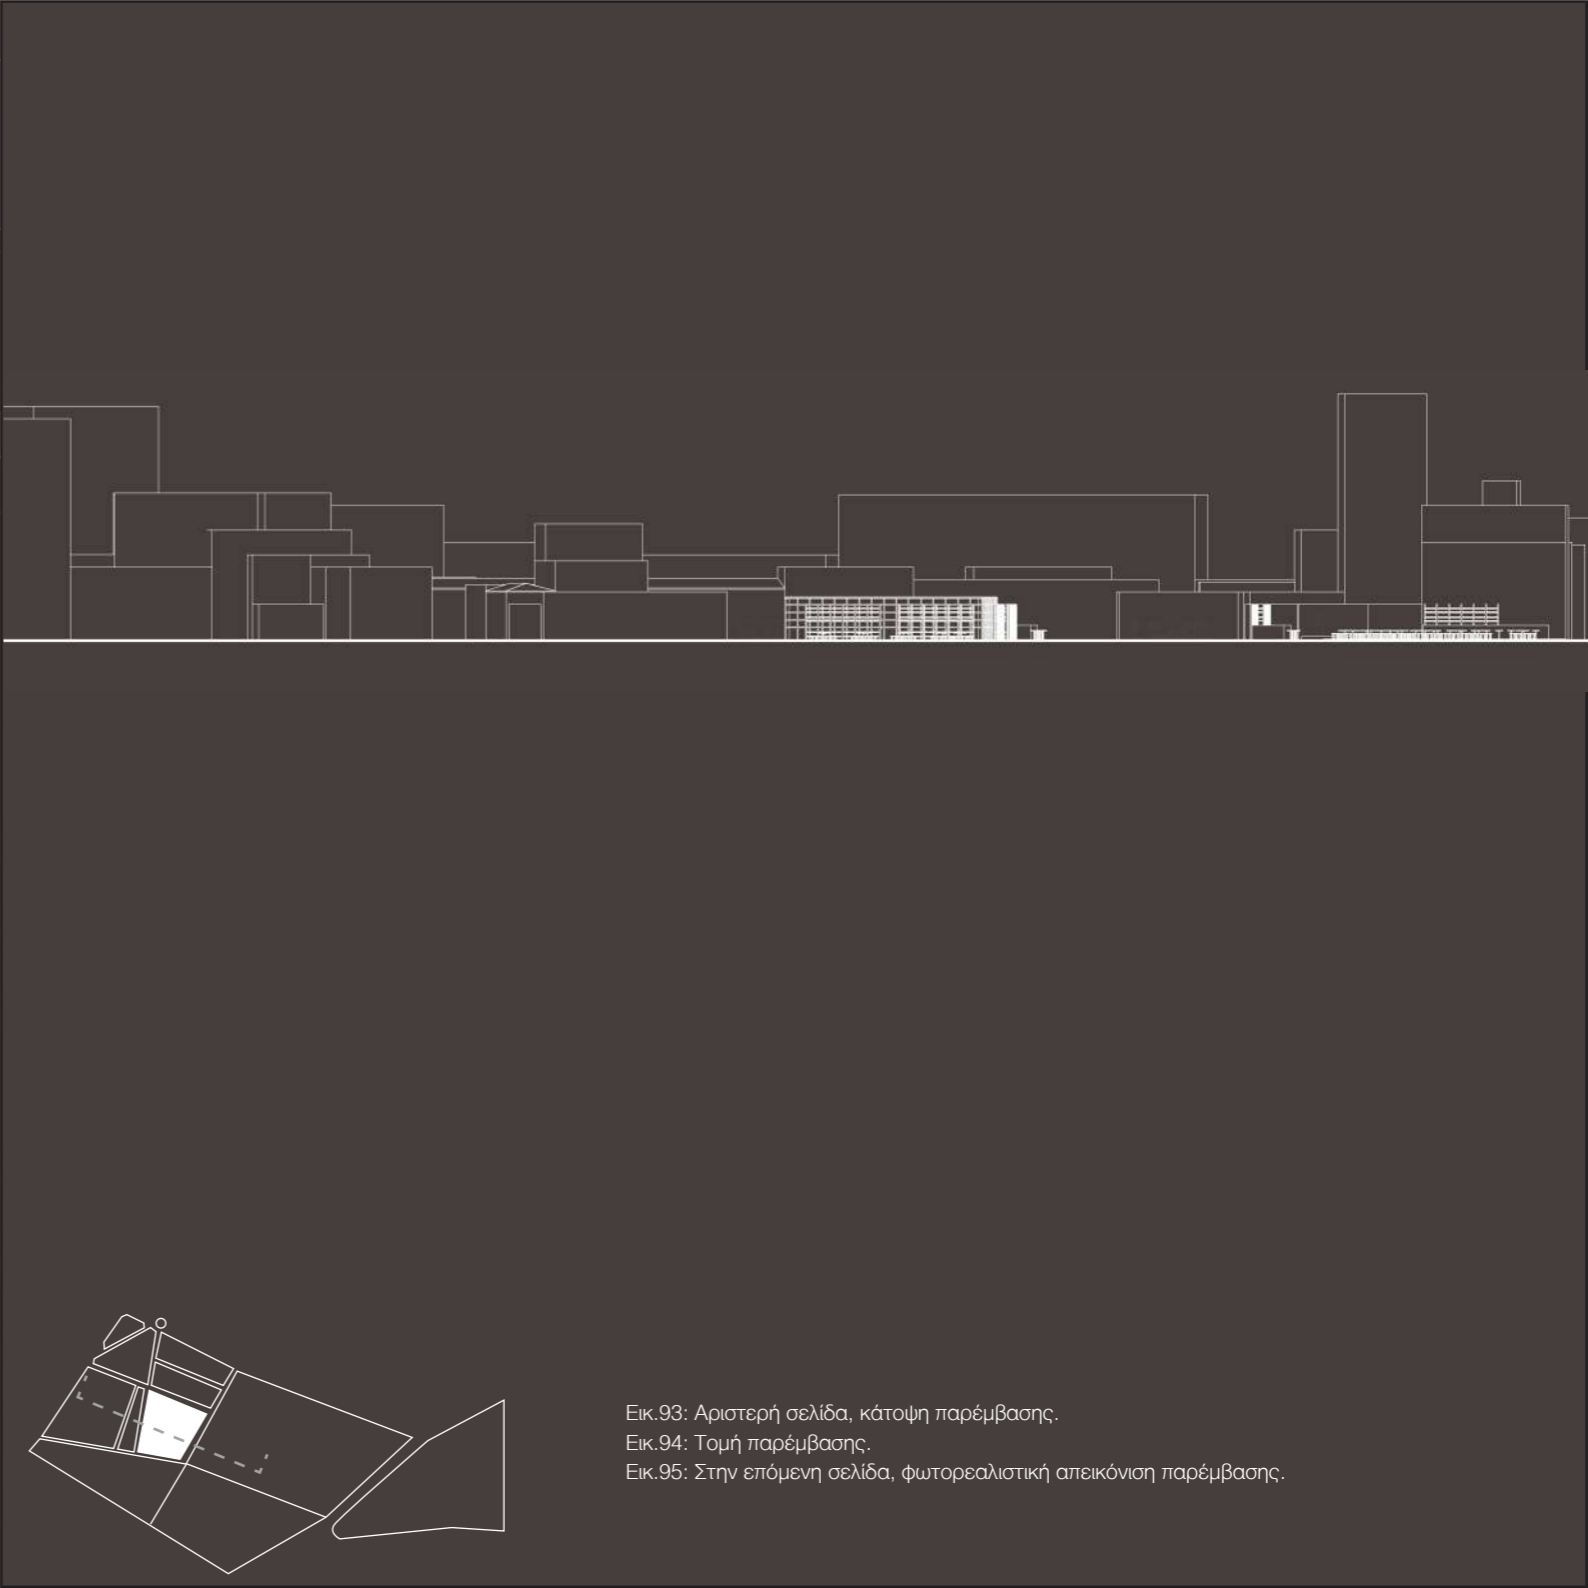 Εικ.93: Αριστερή σελίδα, κάτοψη παρέμβασης.
Εικ.94: Τομή παρέμβασης.
Εικ.95: Στην επόμενη σελίδα, φωτορεαλιστική απεικόνιση παρέμβασης.